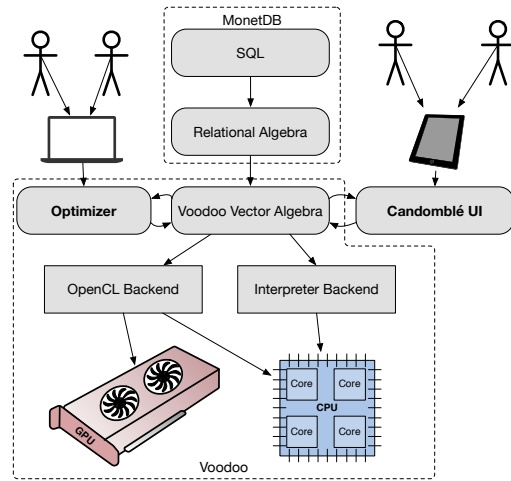 MonetDB
SQL
Relational Algebra
Optimizer
Voodoo Vector Algebra
Candomblé UI
OpenCL Backend
Interpreter Backend
GPU
Core
Core
CPU
Core
Core
Voodoo